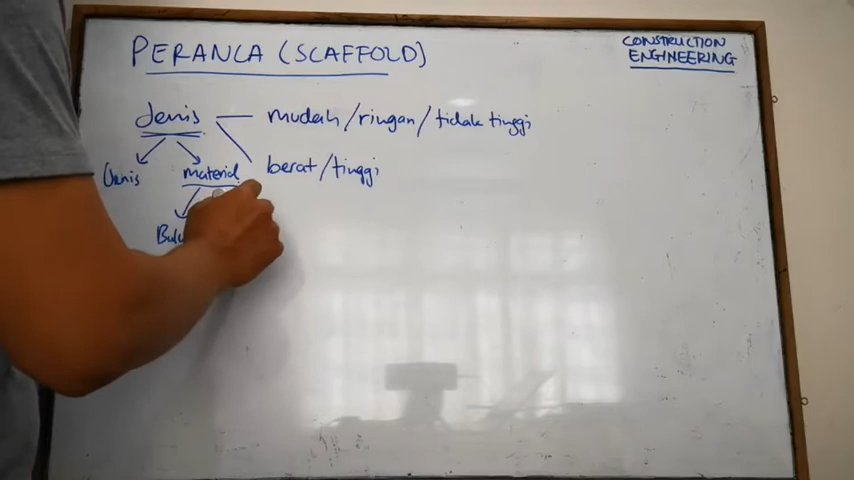 PERANCA (SCAFFOLD)
CONSTRUCTION
ENGINEERING
Jenis
mudah/ringan/tidak tinggi
berat/tinggi
Jenis
material